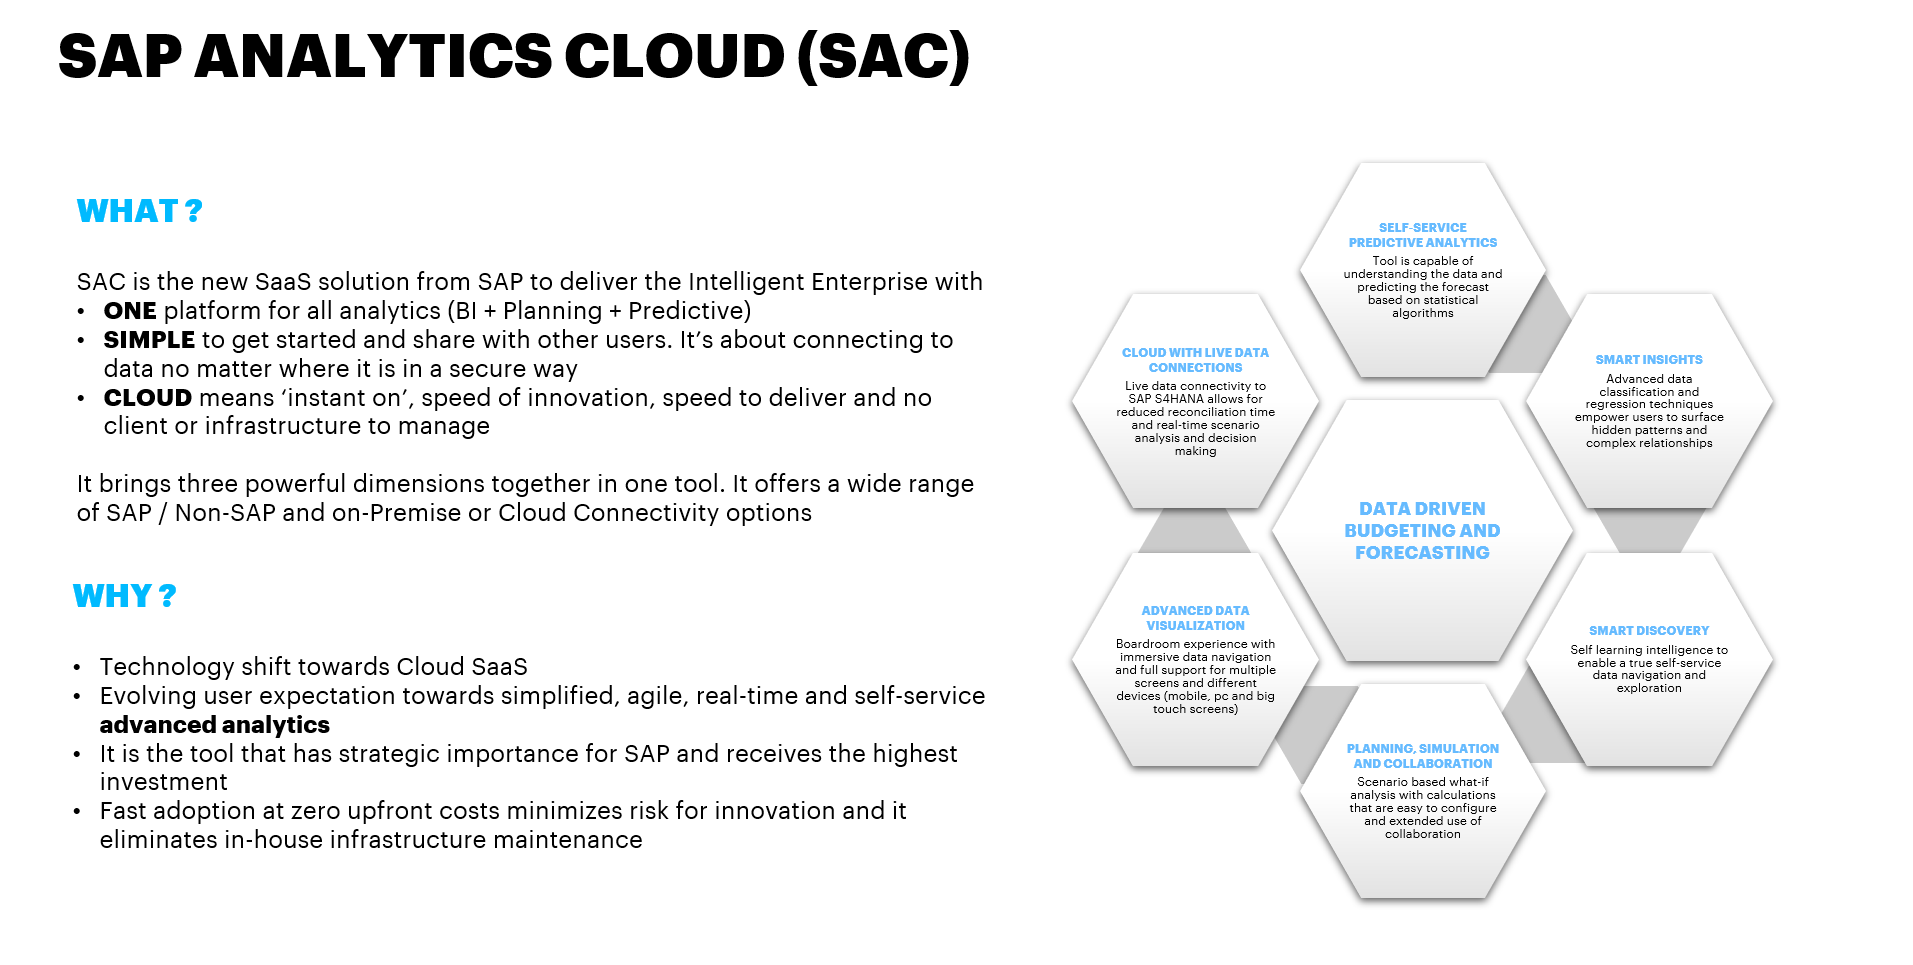 SAP ANALYTICS CLOUD (SAC)
WHAT ?
SAC is the new SaaS solution from SAP to deliver the Intelligent Enterprise with
• ONE platform for all analytics (BI + Planning + Predictive)
• SIMPLE to get started and share with other users. It’s about connecting to
data no matter where it is in a secure way
• CLOUD means ‘instant on’, speed of innovation, speed to deliver and no
client or infrastructure to manage
It brings three powerful dimensions together in one tool. It offers a wide range
of SAP / Non-SAP and on-Premise or Cloud Connectivity options
WHY ?
• Technology shift towards Cloud SaaS
• Evolving user expectation towards simplified, agile, real-time and self-service
advanced analytics
• It is the tool that has strategic importance for SAP and receives the highest
investment
• Fast adoption at zero upfront costs minimizes risk for innovation and it
eliminates in-house infrastructure maintenance
SELF-SERVICE
PREDICTIVE ANALYTICS
Tool is capable of
understanding the data and
predicting the forecast
based on statistical
algorithms
CLOUD WITH LIVE DATA
CONNECTIONS
Live data connectivity to
SAP S4HANA allows for
reduced reconciliation time
and real-time scenario
analysis and decision
making
SMART INSIGHTS
Advanced data
classification and
regression techniques
empower users to surface
hidden patterns and
complex relationships
DATA DRIVEN
BUDGETING AND
FORECASTING
ADVANCED DATA
VISUALIZATION
Boardroom experience with
immersive data navigation
and full support for multiple
screens and different
devices (mobile, pc and big
touch screens)
SMART DISCOVERY
Self learning intelligence to
enable a true self-service
data navigation and
exploration
PLANNING, SIMULATION
AND COLLABORATION
Scenario based what-if
analysis with calculations
that are easy to configure
and extended use of
collaboration